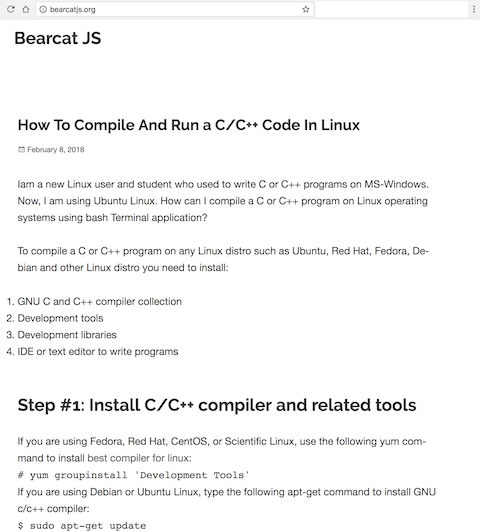 bearcatjs.org
Bearcat JS
How To Compile And Run a C/C++ Code In Linux
February 8, 2018
Iam a new Linux user and student who used to write C or C++ programs on MS-Windows.
Now, I am using Ubuntu Linux. How can I compile a C or C++ program on Linux operating
systems using bash Terminal application?
To compile a C or C++ program on any Linux distro such as Ubuntu, Red Hat, Fedora, De-
bian and other Linux distro you need to install:
1. GNU C and C++ compiler collection
2. Development tools
3. Development libraries
4. IDE or text editor to write programs
Step #1: Install C/C++ compiler and related tools
If you are using Fedora, Red Hat, CentOS, or Scientific Linux, use the following yum com-
mand to install best compiler for linux:
# yum groupinstall 'Development Tools'
If you are using Debian or Ubuntu Linux, type the following apt-get command to install GNU
c/c++ compiler:
$ sudo apt-get update